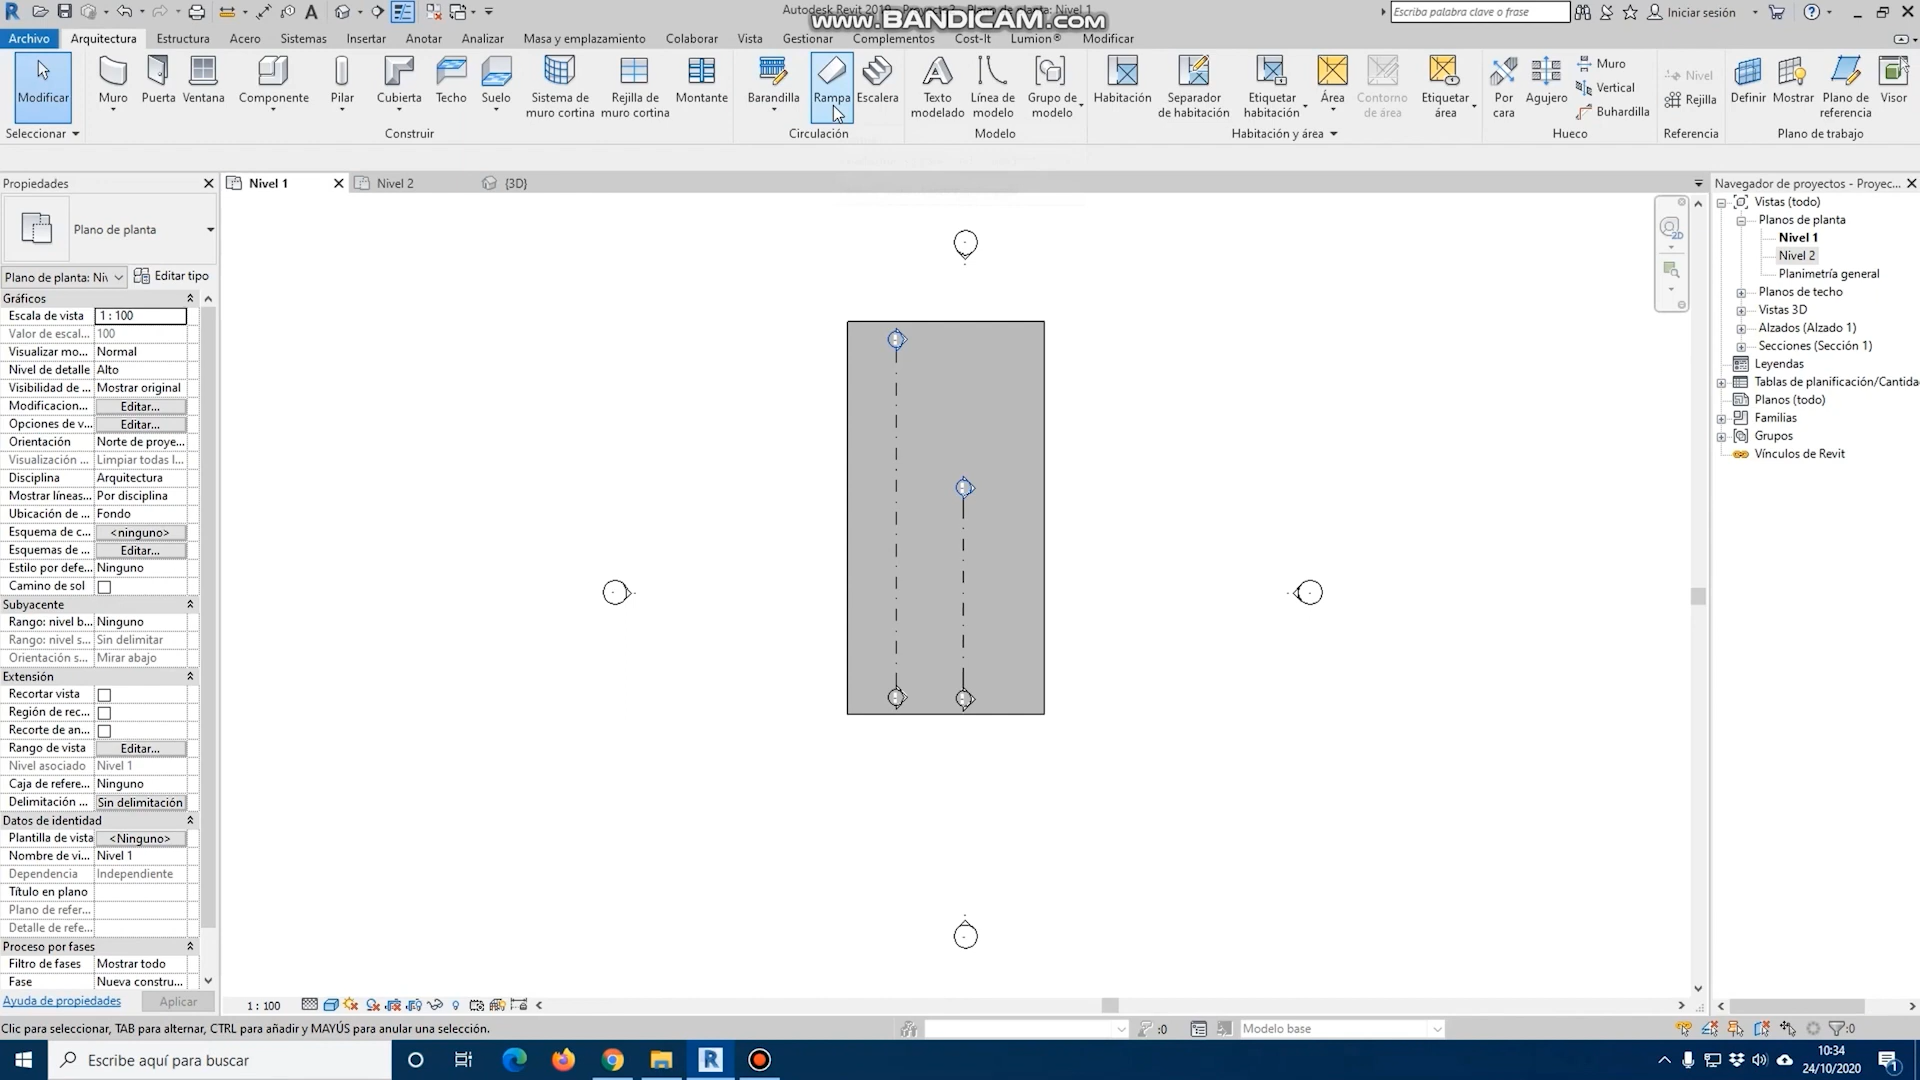 Autodesk Revit 20
Plano de planta: Nivel 1
www.BANDICAM.com
Escriba palabra clave o frase
Iniciar sesión
Archivo Arquitectura Estructura Acero Sistemas Insertar Anotar Analizar Masa y emplazamiento Colaborar Vista Gestionar Complementos Cost-It Lumion® Modificar
Modificar
Muro Puerta Ventana Componente Pilar Cubierta Techo Suelo
Sistema de muro cortina
Rejilla de muro cortina
Montante
Barandilla Rampa Escalera
Texto modelado
Línea de modelo
Grupo de modelo
Habitación
Separador de habitación
Etiquetar habitación
Área
Contorno de área
Etiquetar área
Por cara
Agujero
Muro
Vertical
Buhardilla
Nivel
Rejilla
Definir Mostrar
Plano de referencia
Visor
Seleccionar Construir Circulación Modelo Habitación y área Hueco Referencia Plano de trabajo
Propiedades
Nivel 1
Nivel 2
{3D}
Plano de planta
Plano de planta: Niv
Editar tipo
Gráficos
Escala de vista 1 : 100
Valor de escal... 100
Visualizar mo... Normal
Nivel de detalle Alto
Visibilidad de ... Mostrar original
Modificacion... Editar...
Opciones de v... Editar...
Orientación Norte de proye...
Visualización ... Limpiar todas l...
Disciplina Arquitectura
Mostrar líneas... Por disciplina
Ubicación de ... Fondo
Esquema de c... <ninguno>
Esquemas de ... Editar...
Estilo por defe... Ninguno
Camino de sol
Subyacente
Rango: nivel b... Ninguno
Rango: nivel s... Sin delimitar
Orientación s... Mirar abajo
Extensión
Recortar vista
Región de rec...
Recorte de an...
Rango de vista Editar...
Nivel asociado Nivel 1
Caja de refere... Ninguno
Delimitación ... Sin delimitación
Datos de identidad
Plantilla de vista <Ninguno>
Nombre de vi... Nivel 1
Dependencia Independiente
Título en plano
Plano de refer...
Detalle de refe...
Proceso por fases
Filtro de fases Mostrar todo
Fase Nueva constru...
Ayuda de propiedades
Aplicar
2D
Navegador de proyectos - Proyec...
Vistas (todo)
Planos de planta
Nivel 1
Nivel 2
Planimetría general
Planos de techo
Vistas 3D
Alzados (Alzado 1)
Secciones (Sección 1)
Leyendas
Tablas de planificación/Cantida
Planos (todo)
Familias
Grupos
Vínculos de Revit
1 : 100
Clic para seleccionar, TAB para alternar, CTRL para añadir y MAYÚS para anular una selección.
:0
Modelo base
:0
Escribe aquí para buscar
10:34
24/10/2020
1